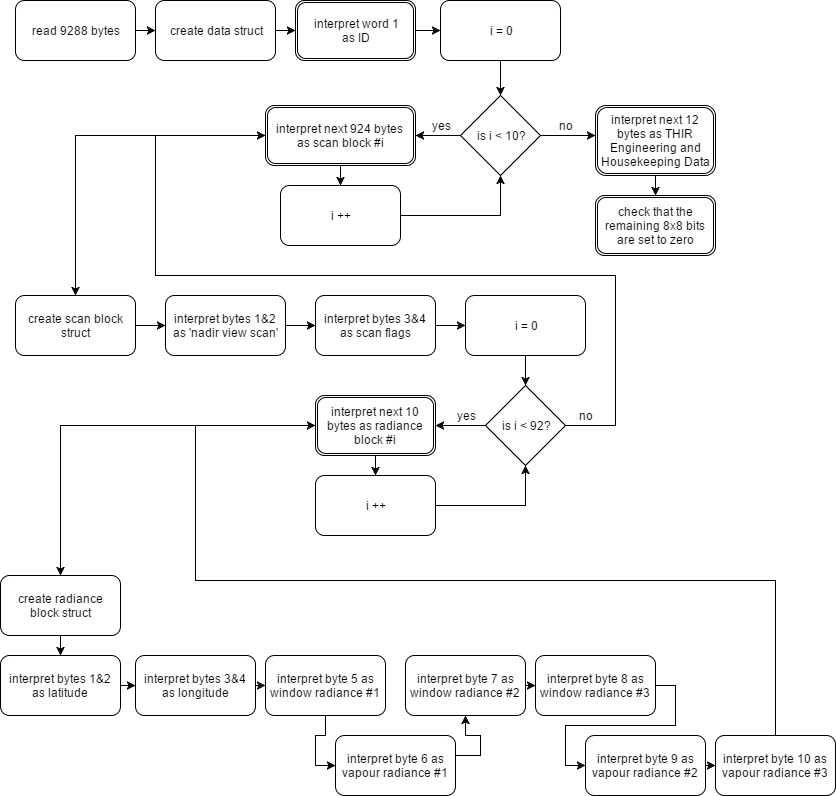 read 9288 bytes
create data struct
interpret word 1
as ID
i = 0
is i < 10?
yes
no
interpret next 924 bytes
as scan block #i
i ++
interpret next 12
bytes as THIR
Engineering and
Housekeeping Data
check that the
remaining 8x8 bits
are set to zero
create scan block
struct
interpret bytes 1&2
as 'nadir view scan'
interpret bytes 3&4
as scan flags
i = 0
is i < 92?
yes
no
interpret next 10
bytes as radiance
block #i
i ++
create radiance
block struct
interpret bytes 1&2
as latitude
interpret bytes 3&4
as longitude
interpret byte 5 as
window radiance #1
interpret byte 6 as
vapour radiance #1
interpret byte 7 as
window radiance #2
interpret byte 8 as
window radiance #3
interpret byte 9 as
vapour radiance #2
interpret byte 10 as
vapour radiance #3